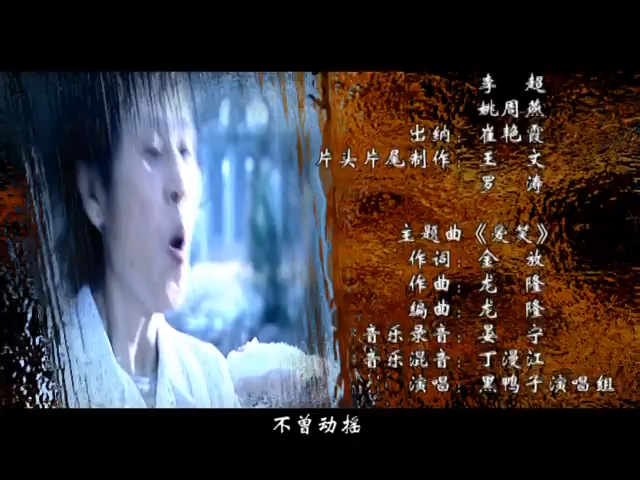 李 超
姚周燕
出纳 崔艳霞
片头片尾制作 王 文
罗 涛
主题曲《爱笑》
作词：金 放
作曲：龙 隆
编曲：龙 隆
音乐录音：晏 宁
音乐混音：丁漫江
演唱：黑鸭子演唱组
不曾动摇